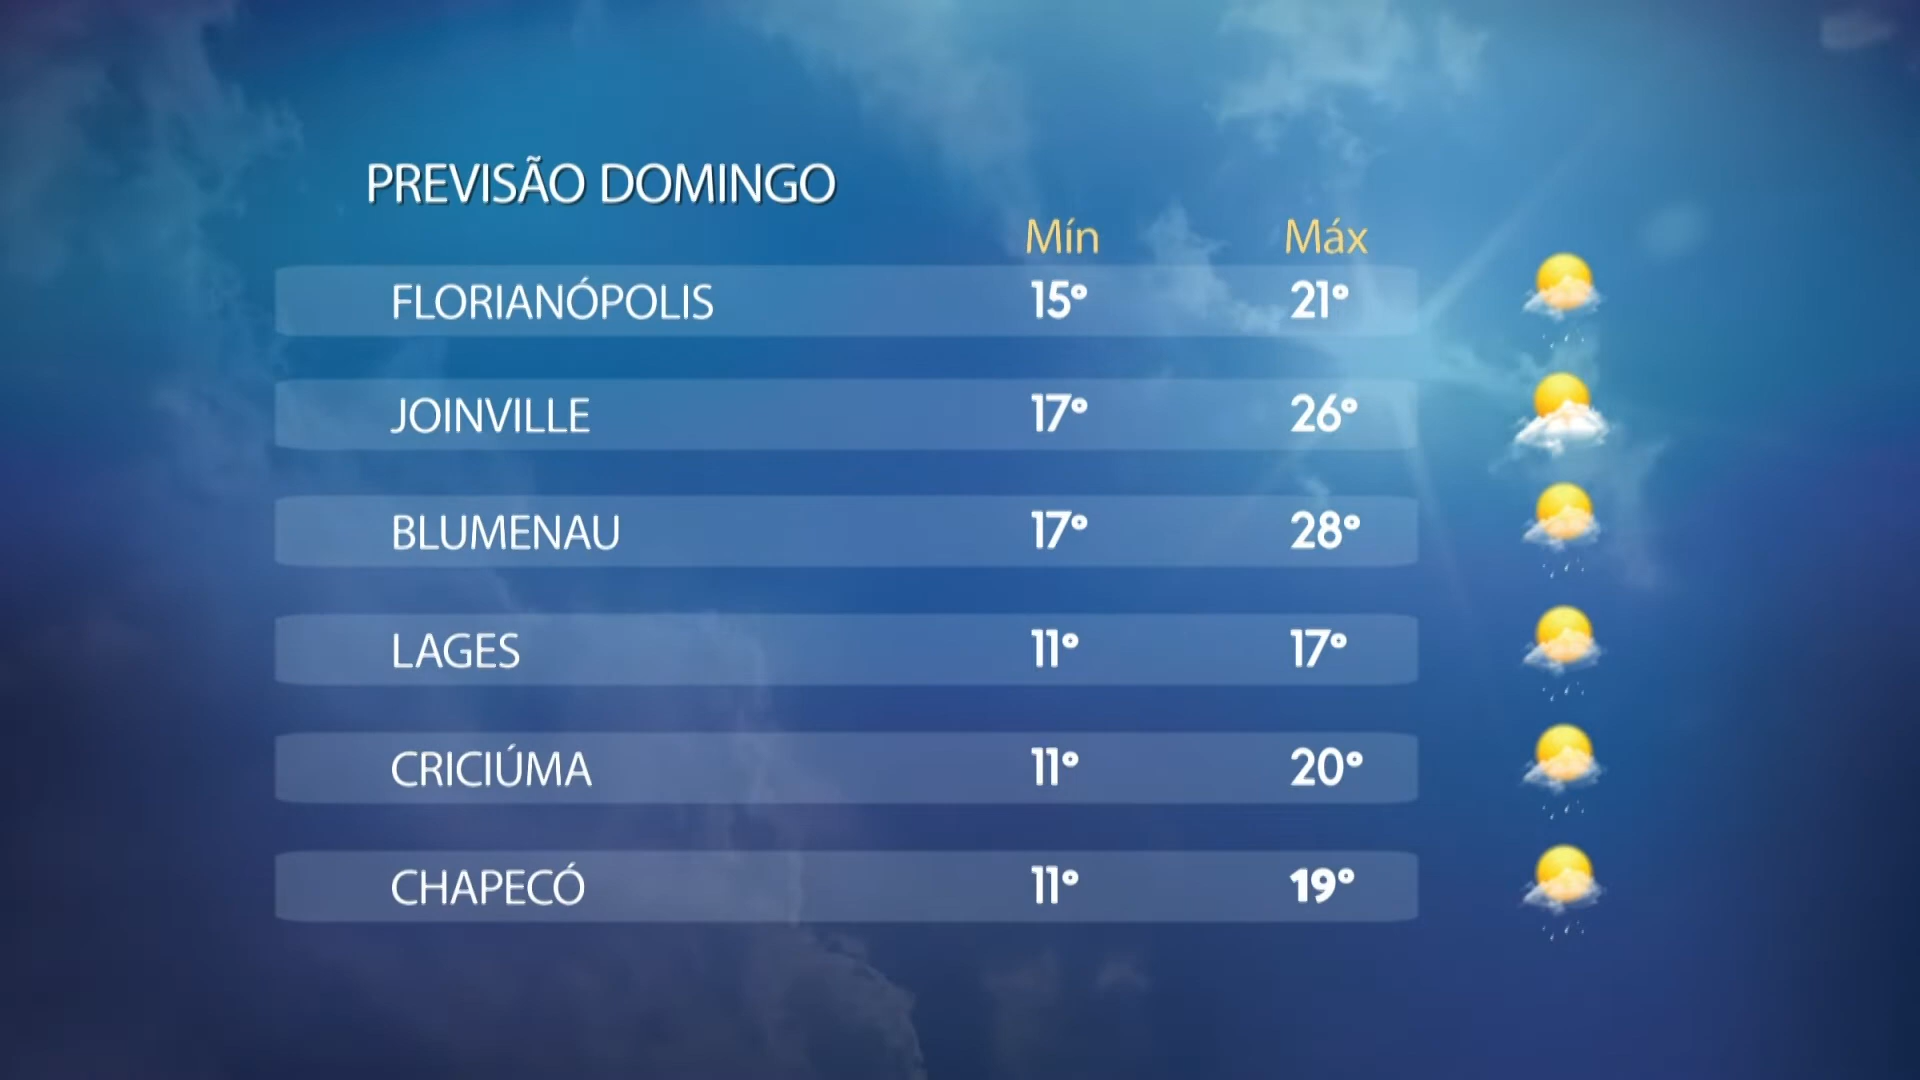 PREVISÃO DOMINGO
Mín Máx
FLORIANÓPOLIS 15° 21°
JOINVILLE 17° 26°
BLUMENAU 17° 28°
LAGES 11° 17°
CRICIÚMA 11° 20°
CHAPECÓ 11° 19°